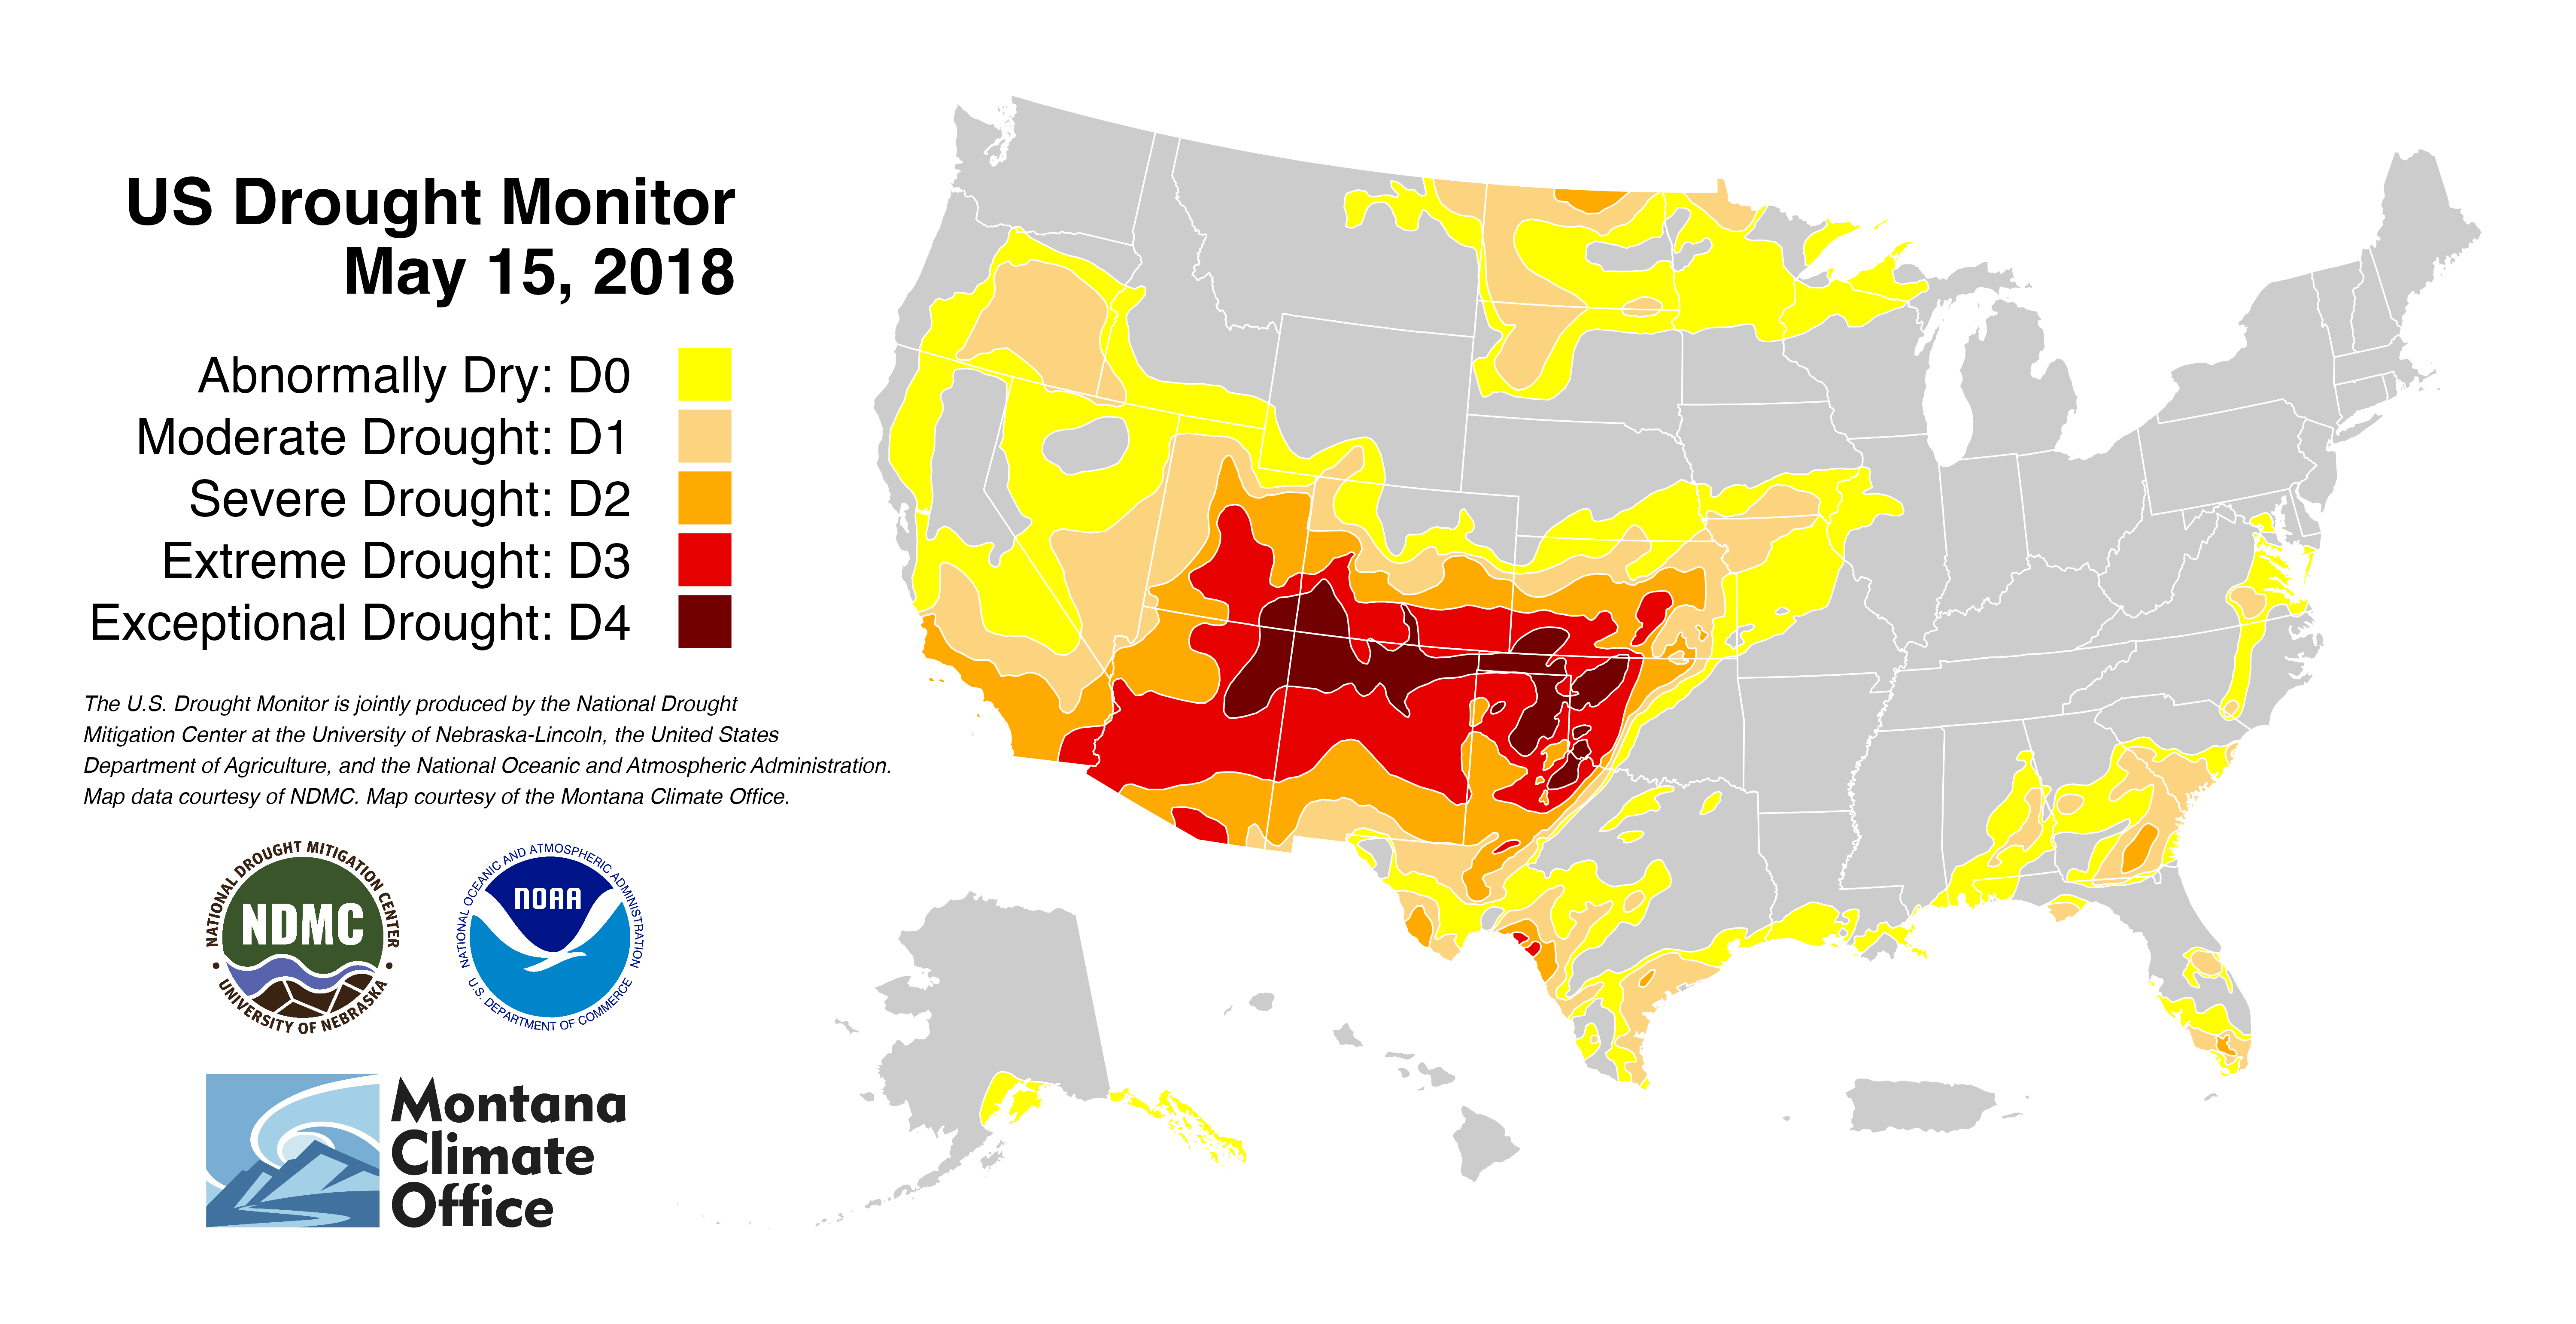 US Drought Monitor
May 15, 2018
Abnormally Dry: D0
Moderate Drought: D1
Severe Drought: D2
Extreme Drought: D3
Exceptional Drought: D4
The U.S. Drought Monitor is jointly produced by the National Drought
Mitigation Center at the University of Nebraska-Lincoln, the United States
Department of Agriculture, and the National Oceanic and Atmospheric Administration.
Map data courtesy of NDMC. Map courtesy of the Montana Climate Office.
NATIONAL DROUGHT MITIGATION CENTER
NDMC
• UNIVERSITY OF NEBRASKA •
NATIONAL OCEANIC AND ATMOSPHERIC ADMINISTRATION
NOAA
U.S. DEPARTMENT OF COMMERCE
Montana
Climate
Office